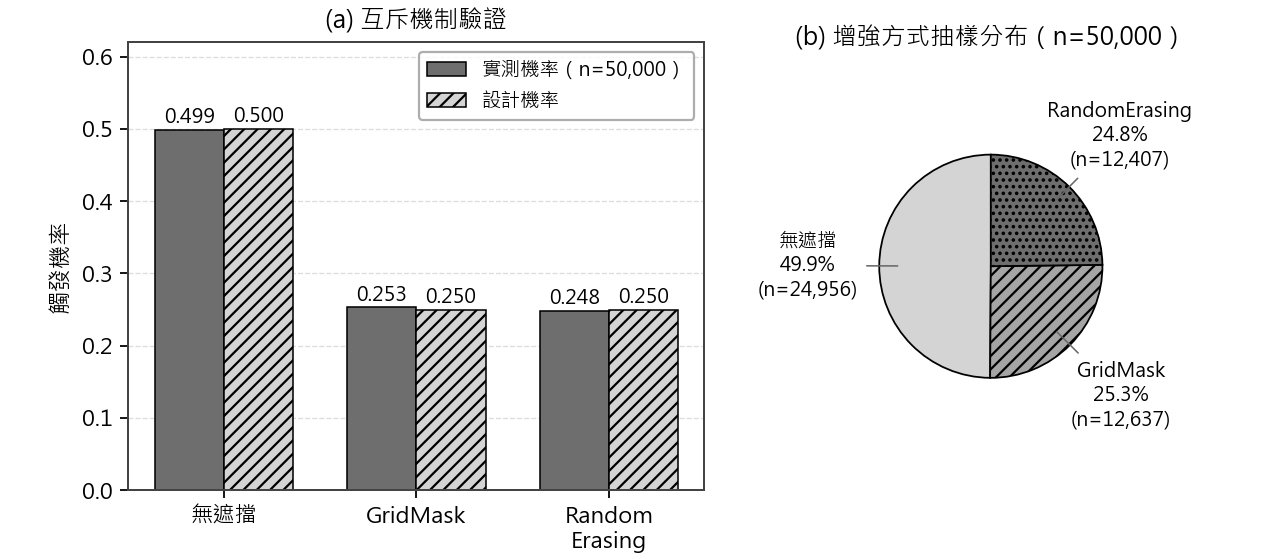 (a) 互斥機制驗證
觸發機率
0.6
0.5
0.4
0.3
0.2
0.1
0.0
實測機率（n=50,000）
設計機率
0.499
0.500
0.253
0.250
0.248
0.250
無遮擋
GridMask
Random
Erasing
(b) 增強方式抽樣分布（n=50,000）
RandomErasing
24.8%
(n=12,407)
無遮擋
49.9%
(n=24,956)
GridMask
25.3%
(n=12,637)